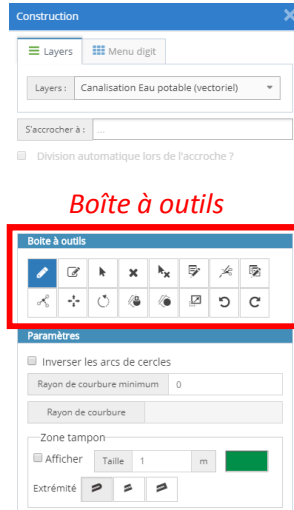 Construction
Layers
Menu digit
Layers :
Canalisation Eau potable (vectoriel)
S'accrocher à :
...
Division automatique lors de l'accroche ?
Boîte à outils
Boite à outils
Paramètres
Inverser les arcs de cercles
Rayon de courbure minimum
0
Rayon de courbure
Zone tampon
Afficher
Taille
1
m
Extrémité